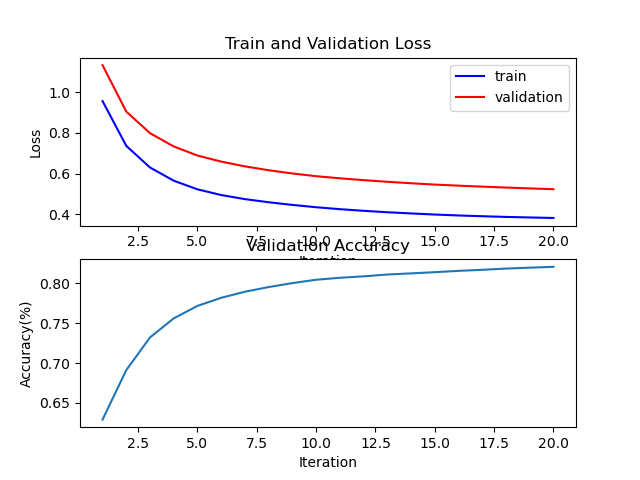 Train and Validation Loss
train
validation
Loss
1.0
0.8
0.6
0.4
2.5 5.0 7.5 10.0 12.5 15.0 17.5 20.0
Iteration
Validation Accuracy
Accuracy(%)
0.80
0.75
0.70
0.65
2.5 5.0 7.5 10.0 12.5 15.0 17.5 20.0
Iteration